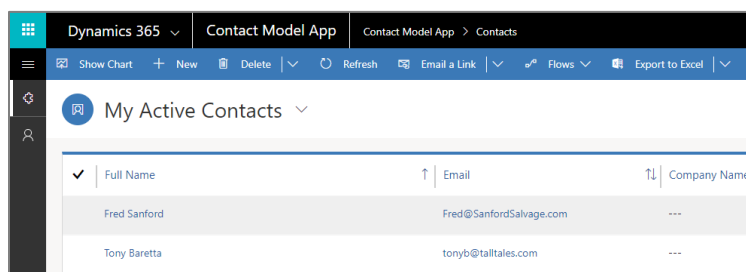 Dynamics 365 Contact Model App Contact Model App > Contacts
Show Chart New Delete Refresh Email a Link Flows Export to Excel
My Active Contacts
Full Name Email Company Name
Fred Sanford Fred@SanfordSalvage.com ---
Tony Baretta tonyb@talltales.com ---